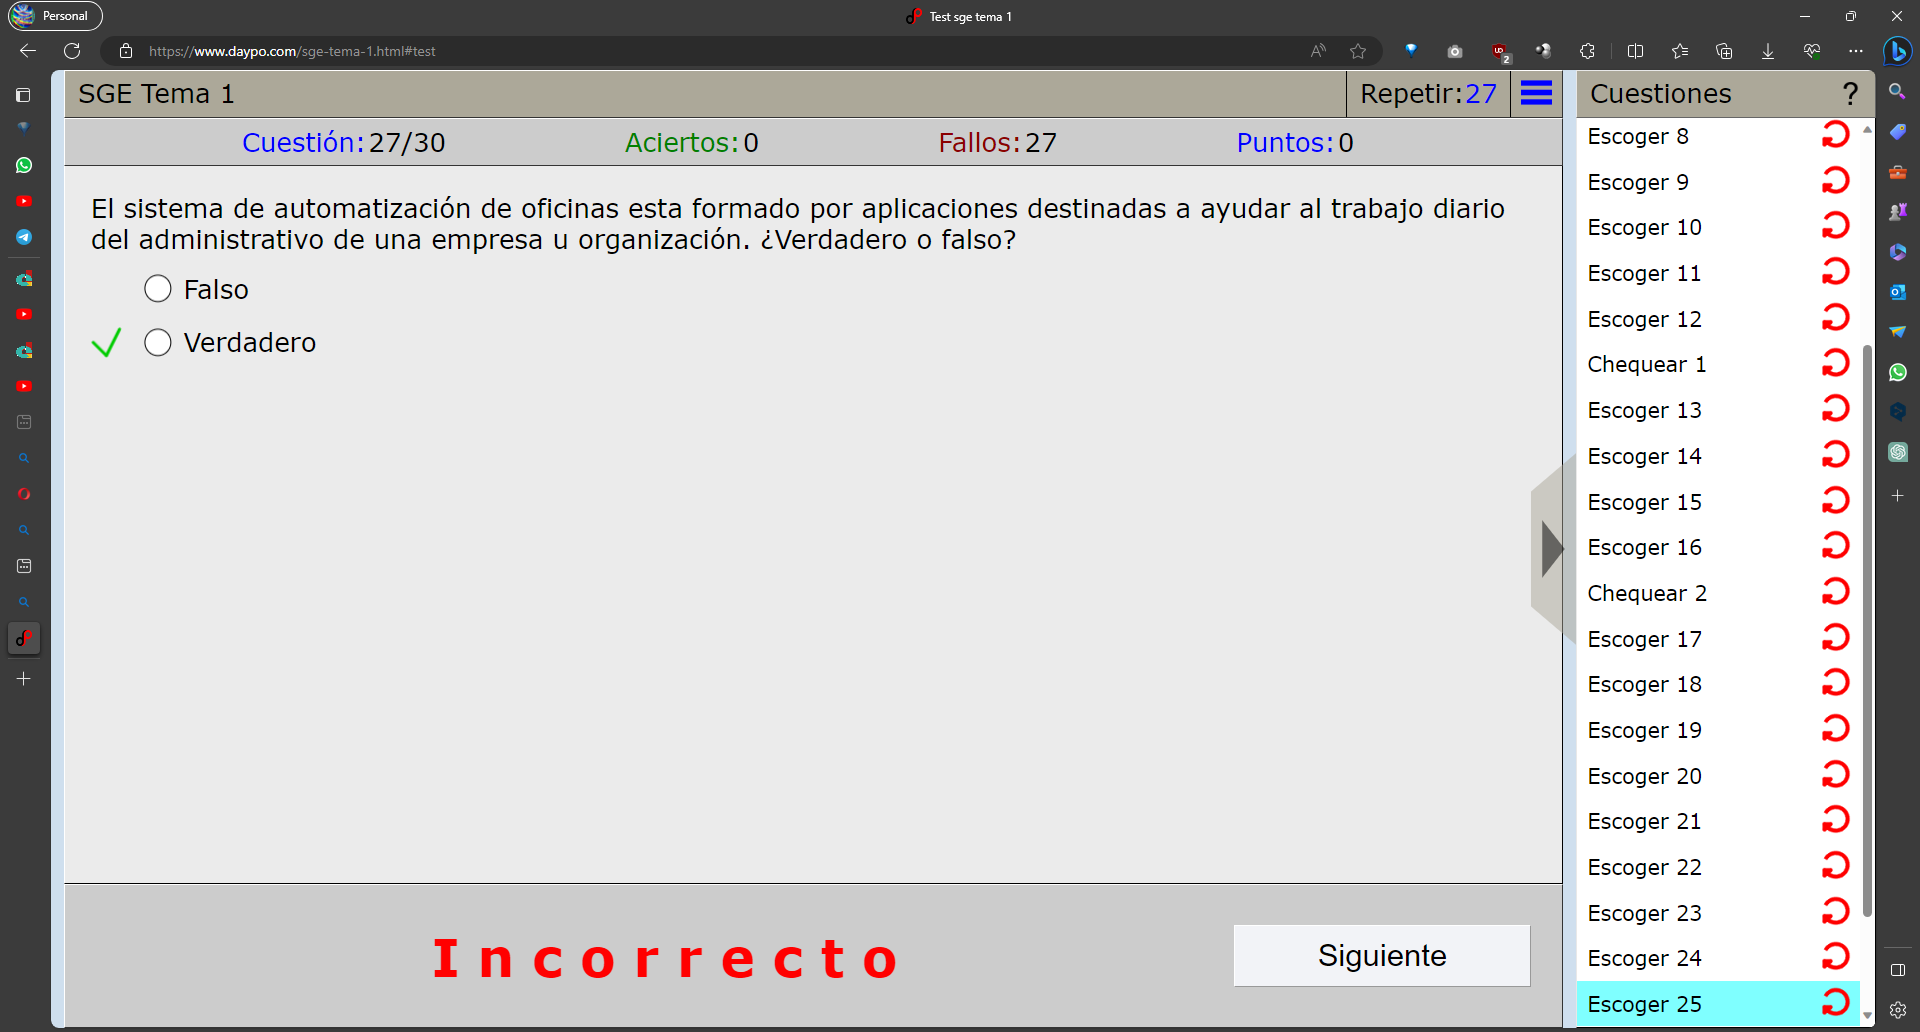 Personal
Test sge tema 1
https://www.daypo.com/sge-tema-1.html#test
2
SGE Tema 1
Repetir:27
Cuestiones
?
Cuestión:27/30
Aciertos:0
Fallos:27
Puntos:0
El sistema de automatización de oficinas esta formado por aplicaciones destinadas a ayudar al trabajo diario
del administrativo de una empresa u organización. ¿Verdadero o falso?
Falso
Verdadero
Incorrecto
Siguiente
Escoger 8
Escoger 9
Escoger 10
Escoger 11
Escoger 12
Chequear 1
Escoger 13
Escoger 14
Escoger 15
Escoger 16
Chequear 2
Escoger 17
Escoger 18
Escoger 19
Escoger 20
Escoger 21
Escoger 22
Escoger 23
Escoger 24
Escoger 25